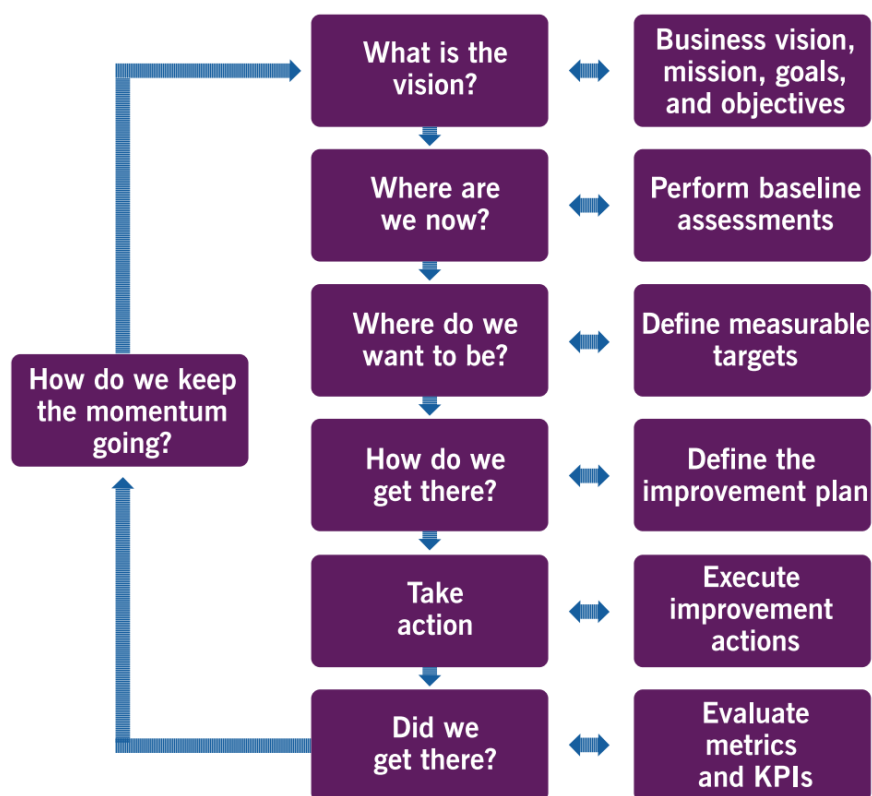 What is the
vision?
Business vision,
mission, goals,
and objectives
Where are
we now?
Perform baseline
assessments
Where do we
want to be?
Define measurable
targets
How do we keep
the momentum
going?
How do we
get there?
Define the
improvement plan
Take
action
Execute
improvement
actions
Did we
get there?
Evaluate
metrics
and KPIs